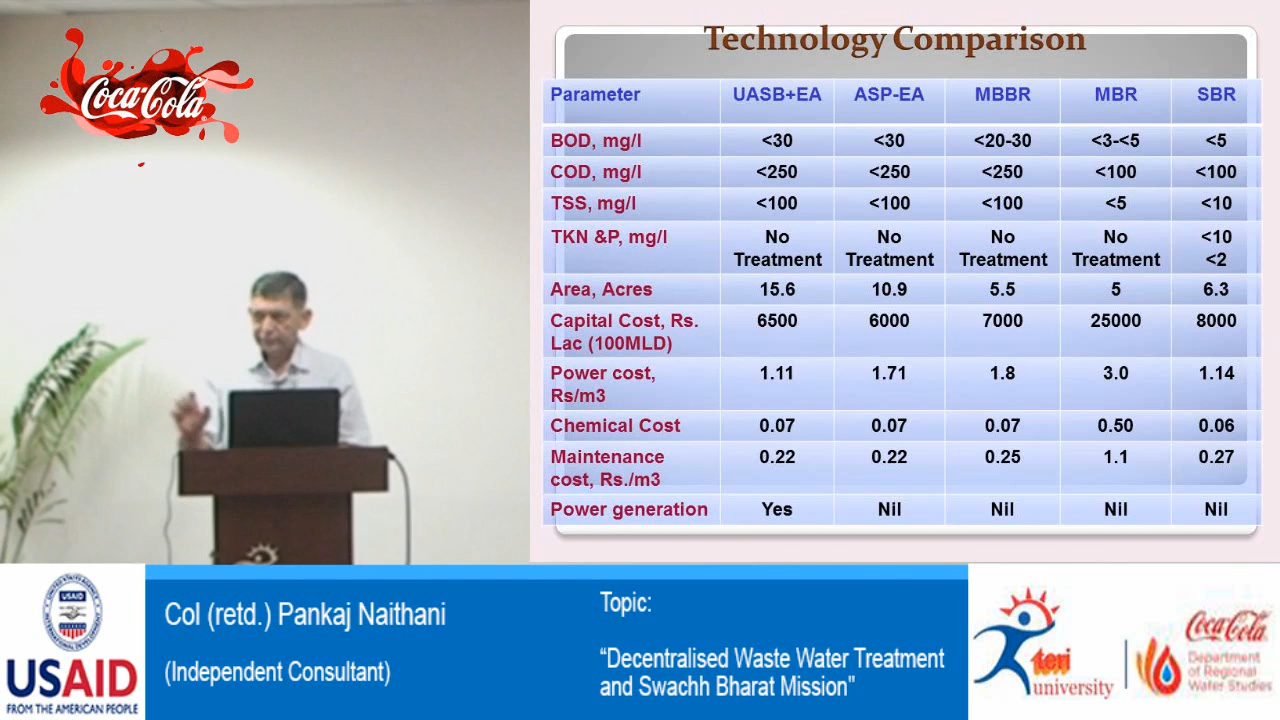 Coca-Cola
Technology Comparison
Parameter UASB+EA ASP-EA MBBR MBR SBR
BOD, mg/l <30 <30 <20-30 <3-<5 <5
COD, mg/l <250 <250 <250 <100 <100
TSS, mg/l <100 <100 <100 <5 <10
TKN &P, mg/l No No No No <10
Treatment Treatment Treatment Treatment <2
Area, Acres 15.6 10.9 5.5 5 6.3
Capital Cost, Rs. 6500 6000 7000 25000 8000
Lac (100MLD)
Power cost, 1.11 1.71 1.8 3.0 1.14
Rs/m3
Chemical Cost 0.07 0.07 0.07 0.50 0.06
Maintenance 0.22 0.22 0.25 1.1 0.27
cost, Rs./m3
Power generation Yes Nil Nil Nil Nil
USAID
USAID
FROM THE AMERICAN PEOPLE
Col (retd.) Pankaj Naithani
(Independent Consultant)
Topic:
“Decentralised Waste Water Treatment
and Swachh Bharat Mission"
teri
university
Coca-Cola
Department
of Regional
Water Studies